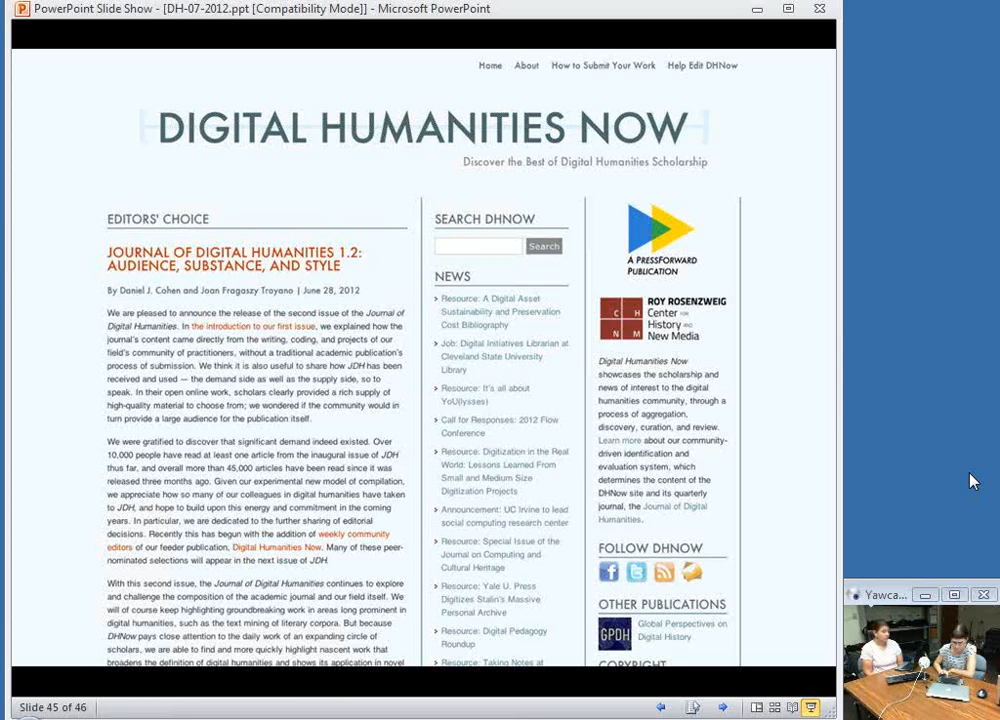 PowerPoint Slide Show - [DH-07-2012.ppt [Compatibility Mode]] - Microsoft PowerPoint
Home About How to Submit Your Work Help Edit DHNow
DIGITAL HUMANITIES NOW
Discover the Best of Digital Humanities Scholarship
EDITORS' CHOICE
JOURNAL OF DIGITAL HUMANITIES 1.2:
AUDIENCE, SUBSTANCE, AND STYLE
By Daniel J. Cohen and Joan Fragaszy Troyano | June 28, 2012
We are pleased to announce the release of the second issue of the Journal of
Digital Humanities. In the introduction to our first issue, we explained how the
journal's content came directly from the writing, coding, and projects of our
field's community of practitioners, without a traditional academic publication's
process of submission. We think it is also useful to share how JDH has been
received and used — the demand side as well as the supply side, so to
speak. In their open online work, scholars clearly provided a rich supply of
high-quality material to choose from; we wondered if the community would in
turn provide a large audience for the publication itself.
We were gratified to discover that significant demand indeed existed. Over
10,000 people have read at least one article from the inaugural issue of JDH
thus far, and overall more than 45,000 articles have been read since it was
released three months ago. Given our experimental new model of compilation,
we appreciate how so many of our colleagues in digital humanities have taken
to JDH, and hope to build upon this energy and commitment in the coming
years. In particular, we are dedicated to the further sharing of editorial
decisions. Recently this has begun with the addition of weekly community
editors of our feeder publication, Digital Humanities Now. Many of these peer-
nominated selections will appear in the next issue of JDH.
With this second issue, the Journal of Digital Humanities continues to explore
and challenge the composition of the academic journal and our field itself. We
will of course keep highlighting groundbreaking work in areas long prominent in
digital humanities, such as the text mining of literary corpora. But because
DHNow pays close attention to the daily work of an expanding circle of
scholars, we are able to find and more quickly highlight nascent work that
broadens the definition of digital humanities and shows its application in novel
SEARCH DHNOW
Search
NEWS
Resource: A Digital Asset
Sustainability and Preservation
Cost Bibliography
Job: Digital Initiatives Librarian at
Cleveland State University
Library
Resource: It's all about
YoU(lysses)
Call for Responses: 2012 Flow
Conference
Resource: Digitization in the Real
World: Lessons Learned From
Small and Medium Size
Digitization Projects
Announcement: UC Irvine to lead
social computing research center
Resource: Special Issue of the
Journal on Computing and
Cultural Heritage
Resource: Yale U. Press
Digitizes Stalin's Massive
Personal Archive
Resource: Digital Pedagogy
Roundup
Resource: Taking Notes at
A PRESSFORWARD
PUBLICATION
C H
N M
ROY ROSENZWEIG
Center FOR
History AND
New Media
Digital Humanities Now
showcases the scholarship and
news of interest to the digital
humanities community, through a
process of aggregation,
discovery, curation, and review.
Learn more about our community-
driven identification and
evaluation system, which
determines the content of the
DHNow site and its quarterly
journal, the Journal of Digital
Humanities.
FOLLOW DHNOW
OTHER PUBLICATIONS
GPDH
Global Perspectives on
Digital History
COPYRIGHT
Yawca...
Slide 45 of 46